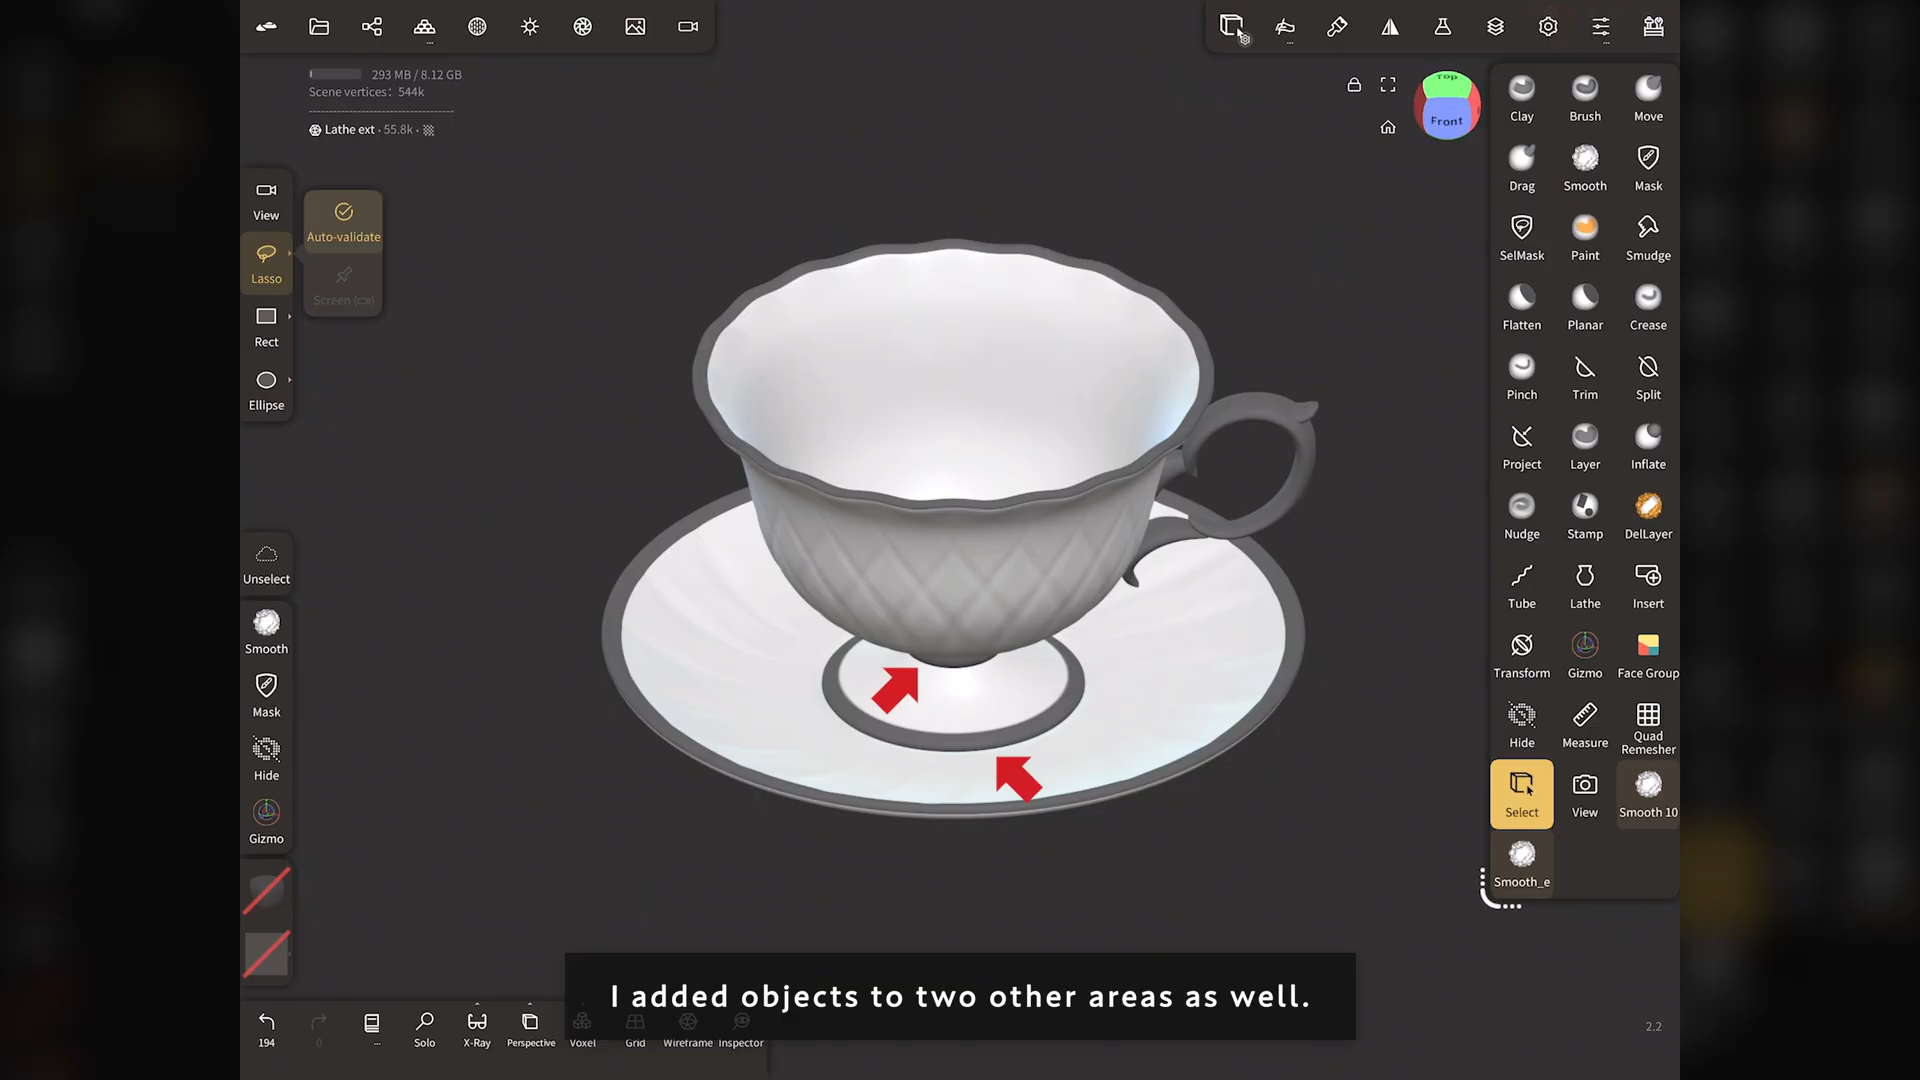 293 MB / 8.12 GB
Scene vertices: 544k
Lathe ext • 55.8k •
Top
Front
View
Lasso
Rect
Ellipse
Auto-validate
Screen
Unselect
Smooth
Mask
Hide
Gizmo
Clay Brush Move
Drag Smooth Mask
SelMask Paint Smudge
Flatten Planar Crease
Pinch Trim Split
Project Layer Inflate
Nudge Stamp DelLayer
Tube Lathe Insert
Transform Gizmo Face Group
Hide Measure Quad Remesher
Select View Smooth 10
Smooth_e
I added objects to two other areas as well.
194 0 ... Solo X-Ray Perspective Voxel Grid Wireframe Inspector
2.2